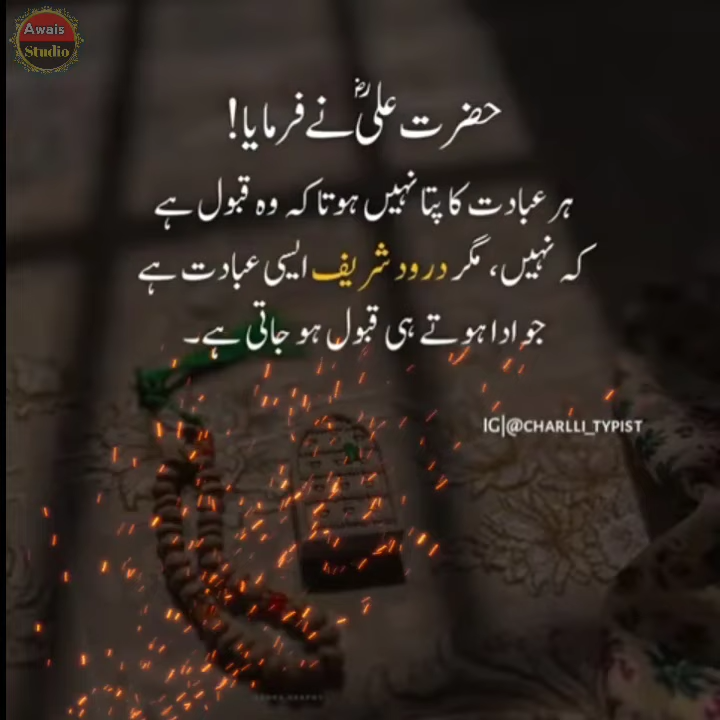 Awais
Studio
حضرت علیؓ نے فرمایا!
ہر عبادت کا پتا نہیں ہوتا کہ وہ قبول ہے
کہ نہیں، مگر درود شریف ایسی عبادت ہے
جو ادا ہوتے ہی قبول ہو جاتی ہے۔
IG|@CHARLLI_TYPIST